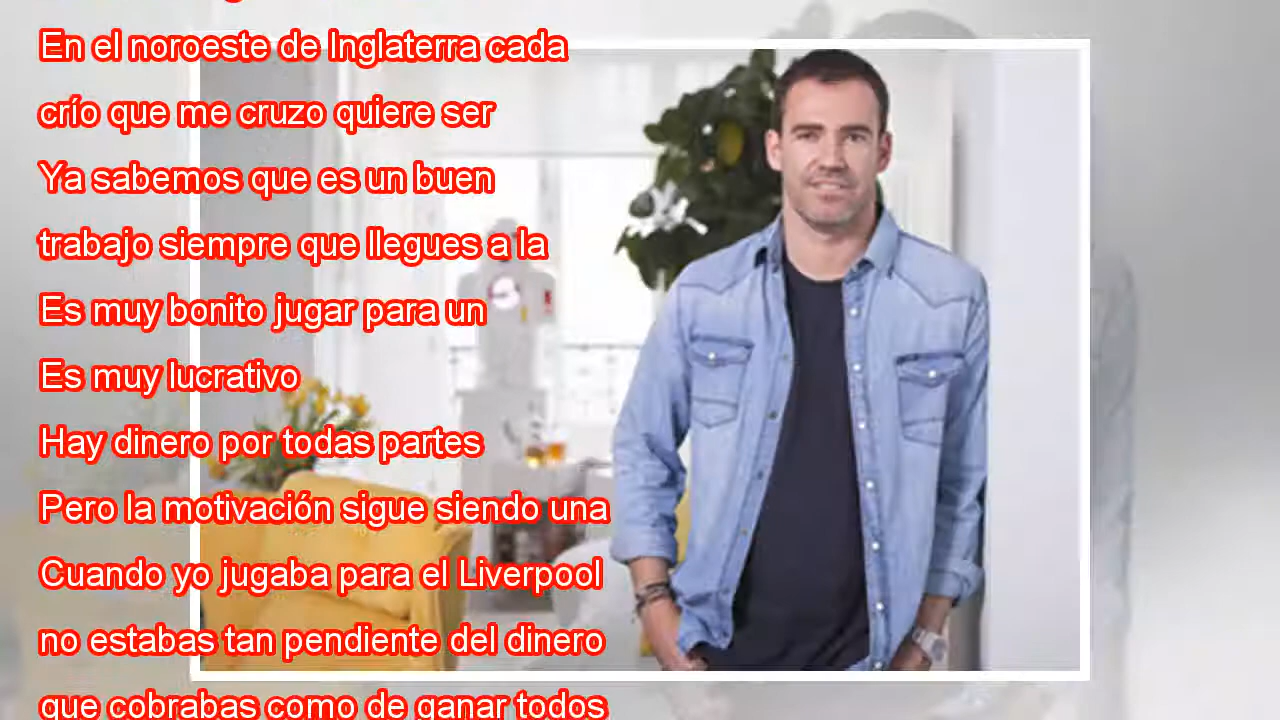 En el noroeste de Inglaterra cada
crío que me cruzo quiere ser
Ya sabemos que es un buen
trabajo siempre que llegues a la
Es muy bonito jugar para un
Es muy lucrativo
Hay dinero por todas partes
Pero la motivación sigue siendo una
Cuando yo jugaba para el Liverpool
no estabas tan pendiente del dinero
que cobrabas como de ganar todos